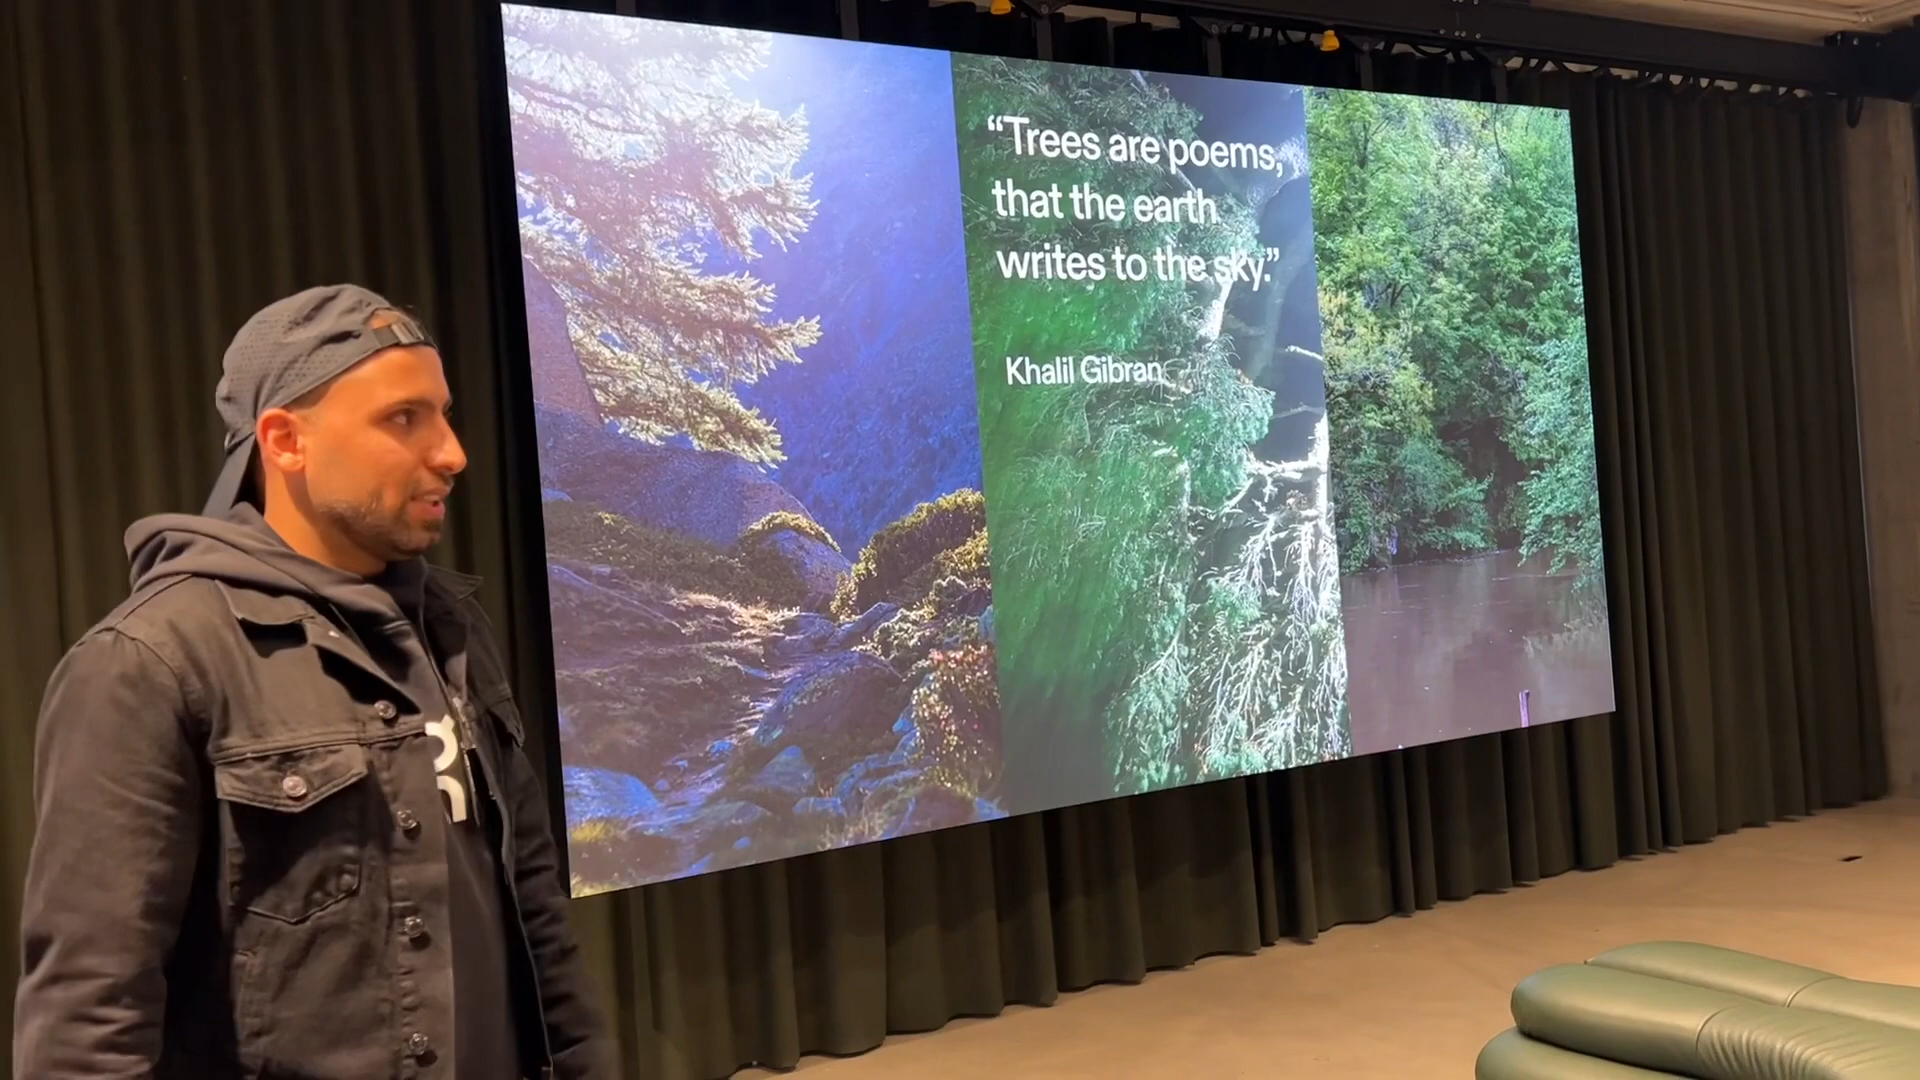 “Trees are poems,
that the earth
writes to the sky.”
Khalil Gibran